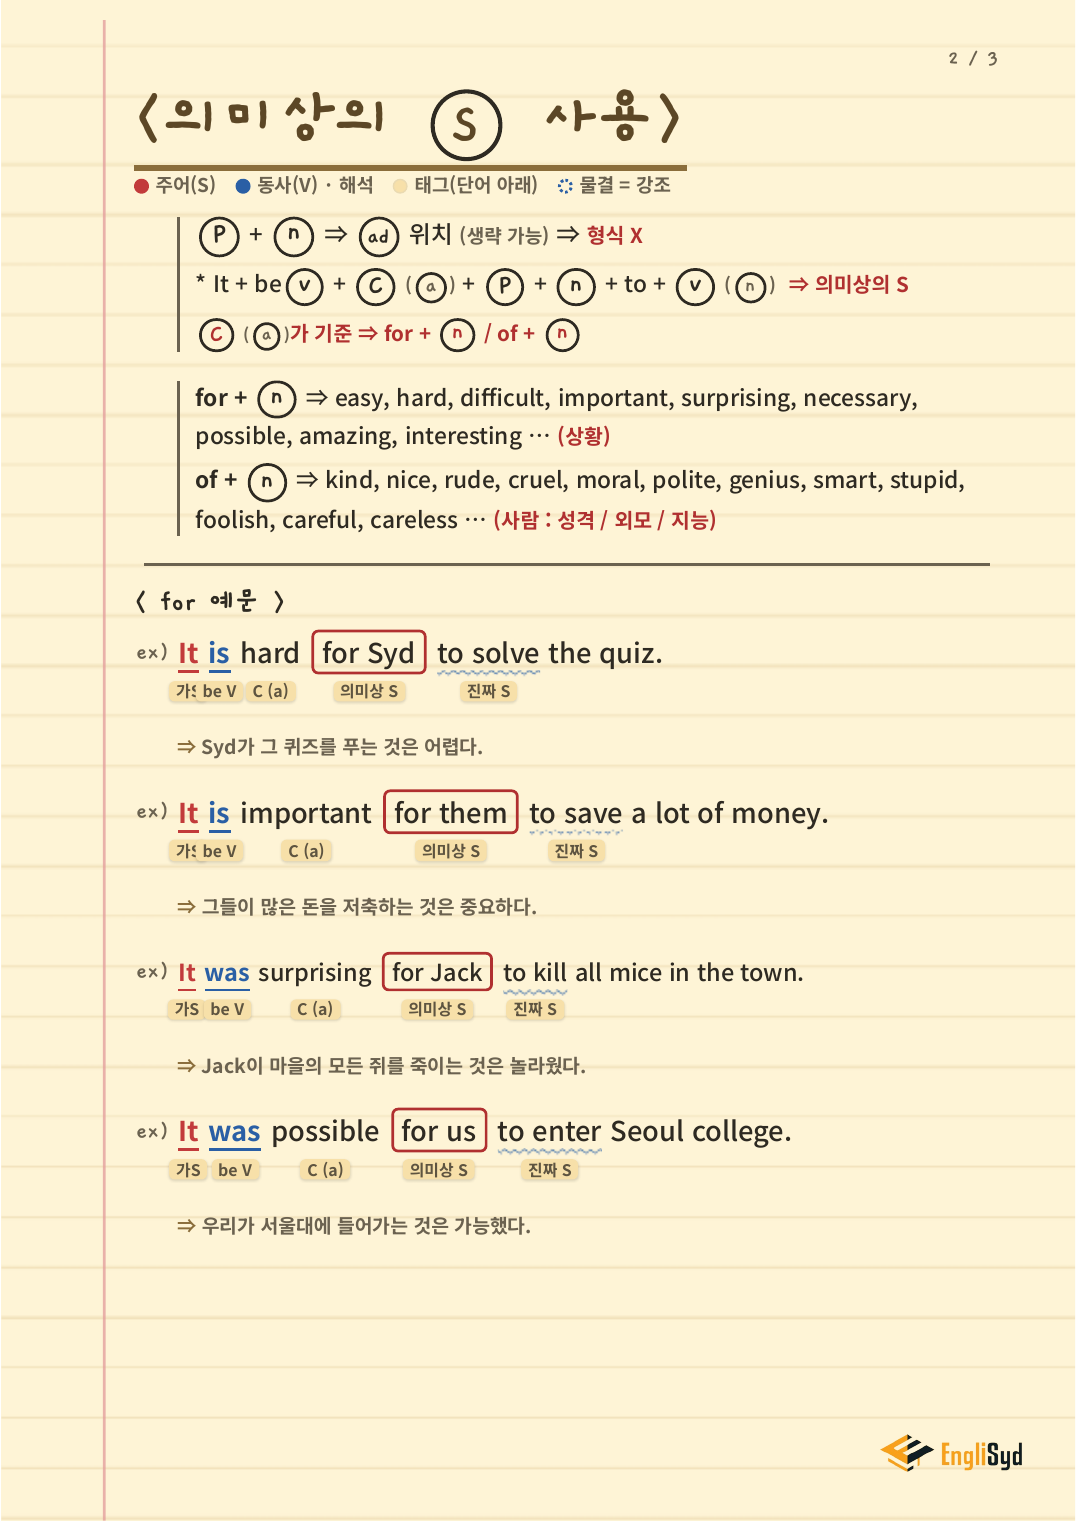 2 / 3
< 의미상의 S 사용 >
주어(S) 동사(V) · 해석 태그(단어 아래) 물결 = 강조
P + n ⇒ ad 위치 (생략 가능) ⇒ 형식 X
* It + be v + C (a) + P + n + to + v (n) ⇒ 의미상의 S
C (a)가 기준 ⇒ for + n / of + n
for + n ⇒ easy, hard, difficult, important, surprising, necessary,
possible, amazing, interesting ⋯ (상황)
of + n ⇒ kind, nice, rude, cruel, moral, polite, genius, smart, stupid,
foolish, careful, careless ⋯ (사람 : 성격 / 외모 / 지능)
< for 예문 >
ex) It is hard for Syd to solve the quiz.
가S be V C (a) 의미상 S 진짜 S
⇒ Syd가 그 퀴즈를 푸는 것은 어렵다.
ex) It is important for them to save a lot of money.
가S be V C (a) 의미상 S 진짜 S
⇒ 그들이 많은 돈을 저축하는 것은 중요하다.
ex) It was surprising for Jack to kill all mice in the town.
가S be V C (a) 의미상 S 진짜 S
⇒ Jack이 마을의 모든 쥐를 죽이는 것은 놀라웠다.
ex) It was possible for us to enter Seoul college.
가S be V C (a) 의미상 S 진짜 S
⇒ 우리가 서울대에 들어가는 것은 가능했다.
EngliSyd